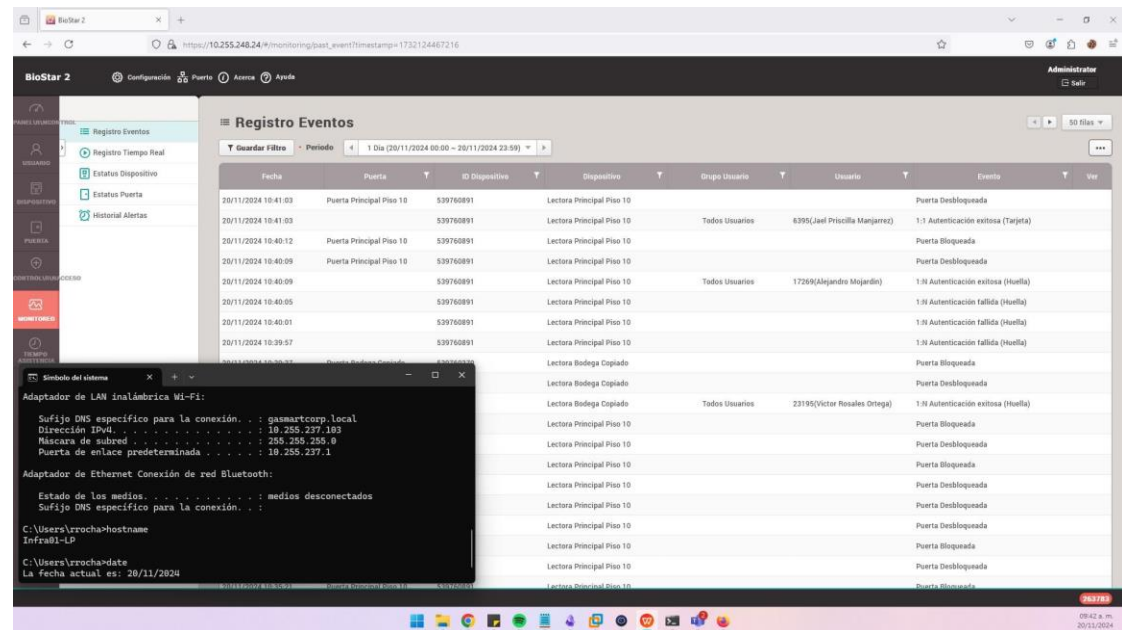 BioStar 2
https://10.255.248.24/#/monitoring/past_event?timestamp=1732124467216
BioStar 2 Configuración Puerto Acerca Ayuda
Administrator
Salir
USUARIO
DISPOSITIVO
PUERTA
MONITOREO
TIEMPO
Registro Eventos
Registro Tiempo Real
Estatus Dispositivo
Estatus Puerta
Historial Alertas
Registro Eventos
50 filas
Guardar Filtro • Periodo 1 Dia (20/11/2024 00:00 ~ 20/11/2024 23:59)
Fecha Puerta ID Dispositivo Dispositivo Grupo Usuario Usuario Evento Ver
20/11/2024 10:41:03 Puerta Principal Piso 10 539760891 Lectora Principal Piso 10 Puerta Desbloqueada
20/11/2024 10:41:03 539760891 Lectora Principal Piso 10 Todos Usuarios 6395(Jael Priscilla Manjarrez) 1:1 Autenticación exitosa (Tarjeta)
20/11/2024 10:40:12 Puerta Principal Piso 10 539760891 Lectora Principal Piso 10 Puerta Bloqueada
20/11/2024 10:40:09 Puerta Principal Piso 10 539760891 Lectora Principal Piso 10 Puerta Desbloqueada
20/11/2024 10:40:09 539760891 Lectora Principal Piso 10 Todos Usuarios 17269(Alejandro Mojardin) 1:N Autenticación exitosa (Huella)
20/11/2024 10:40:05 539760891 Lectora Principal Piso 10 1:N Autenticación fallida (Huella)
20/11/2024 10:40:01 539760891 Lectora Principal Piso 10 1:N Autenticación fallida (Huella)
20/11/2024 10:39:57 539760891 Lectora Principal Piso 10 1:N Autenticación fallida (Huella)
Lectora Bodega Copiado Puerta Bloqueada
Lectora Bodega Copiado Puerta Desbloqueada
Lectora Bodega Copiado Todos Usuarios 23195(Victor Rosales Ortega) 1:N Autenticación exitosa (Huella)
Lectora Principal Piso 10 Puerta Bloqueada
Lectora Principal Piso 10 Puerta Desbloqueada
Lectora Principal Piso 10 Puerta Bloqueada
Lectora Principal Piso 10 Puerta Desbloqueada
Lectora Principal Piso 10 Puerta Desbloqueada
Lectora Principal Piso 10 Puerta Desbloqueada
Lectora Principal Piso 10 Puerta Bloqueada
Lectora Principal Piso 10 Puerta Desbloqueada
Lectora Principal Piso 10 Puerta Bloqueada
Símbolo del sistema
Adaptador de LAN inalámbrica Wi-Fi:
Sufijo DNS específico para la conexión. . : gasmartcorp.local
Dirección IPv4. . . . . . . . . . . . . . : 10.255.237.103
Máscara de subred . . . . . . . . . . . . : 255.255.255.0
Puerta de enlace predeterminada . . . . . : 10.255.237.1
Adaptador de Ethernet Conexión de red Bluetooth:
Estado de los medios. . . . . . . . . . . : medios desconectados
Sufijo DNS específico para la conexión. . :
C:\Users\rrocha>hostname
Infra01-LP
C:\Users\rrocha>date
La fecha actual es: 20/11/2024
263783
09:42 a. m.
20/11/2024